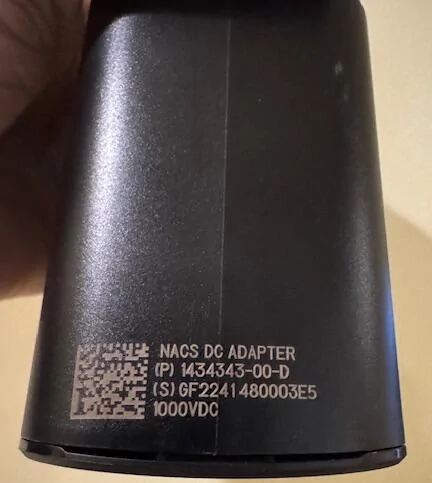 NACS DC ADAPTER
(P) 1434343-00-D
(S) GF2241480003E5
1000VDC